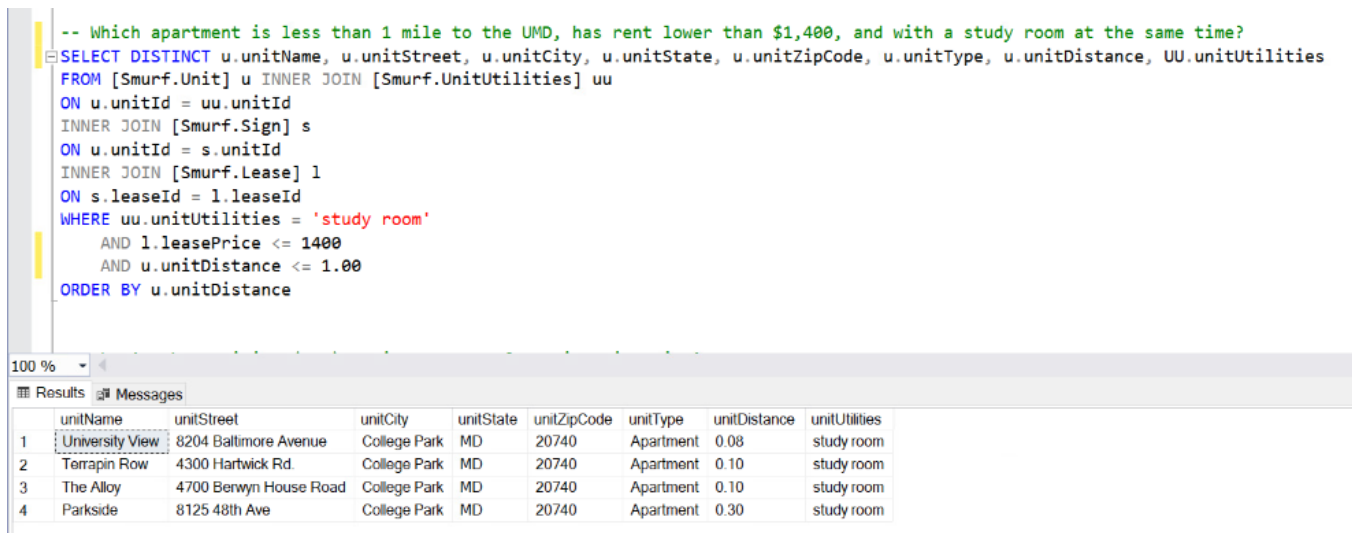 -- Which apartment is less than 1 mile to the UMD, has rent lower than $1,400, and with a study room at the same time?
SELECT DISTINCT u.unitName, u.unitStreet, u.unitCity, u.unitState, u.unitZipCode, u.unitType, u.unitDistance, UU.unitUtilities
FROM [Smurf.Unit] u INNER JOIN [Smurf.UnitUtilities] uu
ON u.unitId = uu.unitId
INNER JOIN [Smurf.Sign] s
ON u.unitId = s.unitId
INNER JOIN [Smurf.Lease] l
ON s.leaseId = l.leaseId
WHERE uu.unitUtilities = 'study room'
AND l.leasePrice <= 1400
AND u.unitDistance <= 1.00
ORDER BY u.unitDistance
100 %
Results Messages
unitName unitStreet unitCity unitState unitZipCode unitType unitDistance unitUtilities
1 University View 8204 Baltimore Avenue College Park MD 20740 Apartment 0.08 study room
2 Terrapin Row 4300 Hartwick Rd. College Park MD 20740 Apartment 0.10 study room
3 The Alloy 4700 Berwyn House Road College Park MD 20740 Apartment 0.10 study room
4 Parkside 8125 48th Ave College Park MD 20740 Apartment 0.30 study room